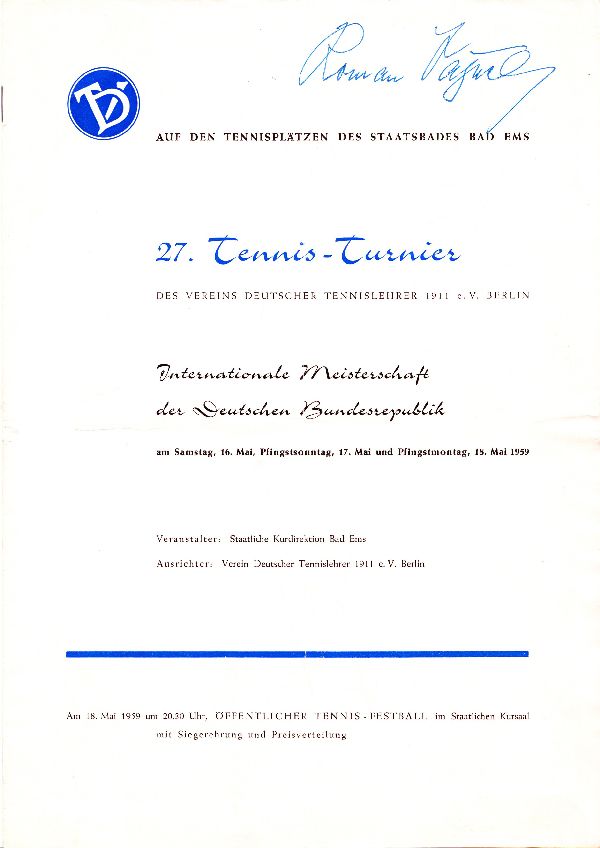 Roman
AUF DEN TENNISPLÄTZEN DES STAATSBADES BAD EMS
27. Tennis-Turnier
DES VEREINS DEUTSCHER TENNISLEHRER 1911 e.V. BERLIN
Internationale Meisterschaft
der Deutschen Bundesrepublik
am Samstag, 16. Mai, Pfingstsonntag, 17. Mai und Pfingstmontag, 18. Mai 1959
Veranstalter: Staatliche Kurdirektion Bad Ems
Ausrichter: Verein Deutscher Tennislehrer 1911 e.V. Berlin
Am 18. Mai 1959 um 20.30 Uhr, ÖFFENTLICHER TENNIS-FESTBALL im Staatlichen Kursaal
mit Siegerehrung und Preisverteilung